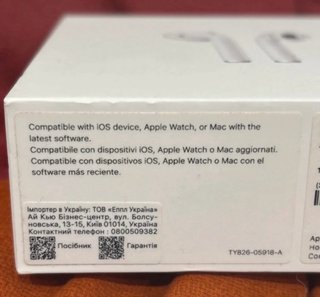 Compatible with iOS device, Apple Watch, or Mac with the
latest software.
Compatibile con dispositivi iOS, Apple Watch o Mac aggiornati.
Compatible con dispositivos iOS, Apple Watch o Mac con el
software más reciente.
Імпортер в Україну: ТОВ «Еппл Україна»
Ай Кью Бізнес-центр, вул. Болсу-
новська, 13-15, Київ 01014, Україна
Контактний телефон : 0800509382
Посібник
Гарантія
TY826-05918-A